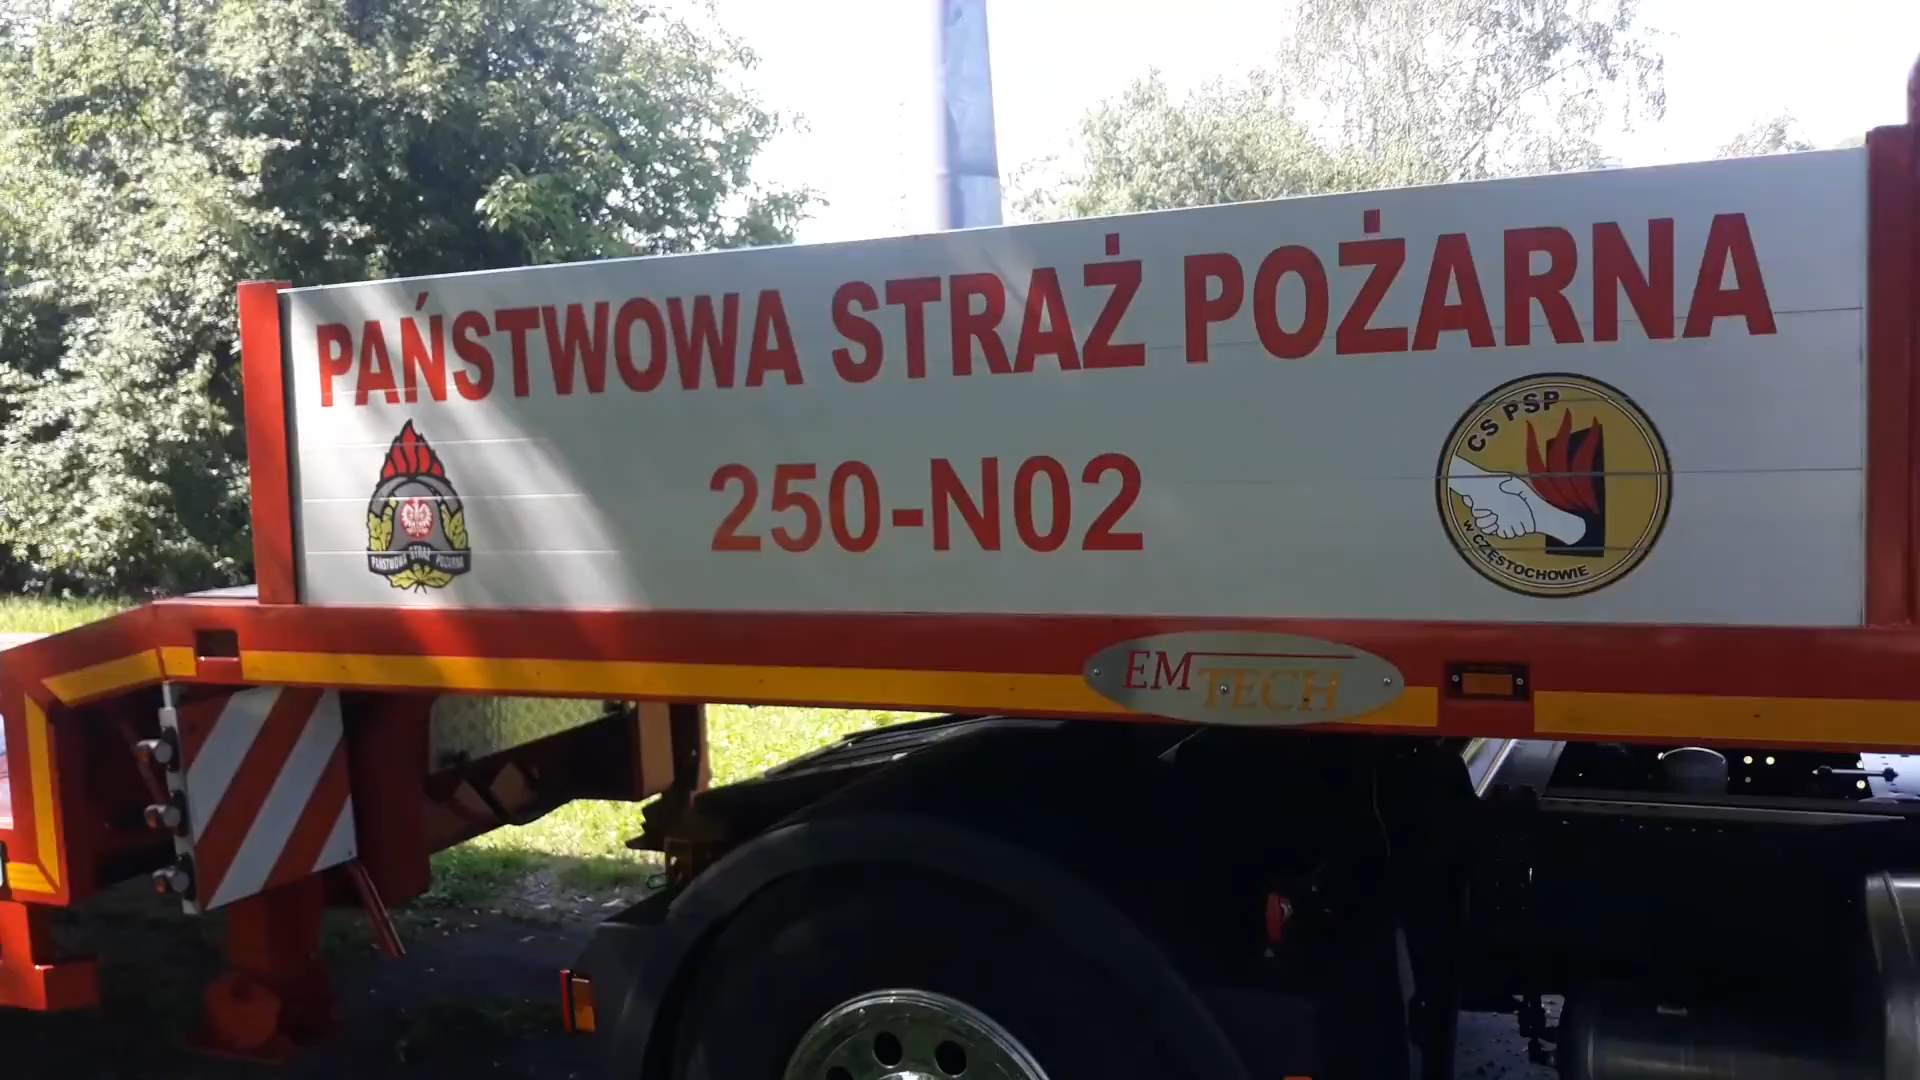 PAŃSTWOWA STRAŻ POŻARNA
250-N02
PAŃSTWOWA STRAŻ POŻARNA
CS PSP
W CZĘSTOCHOWIE
EMTECH